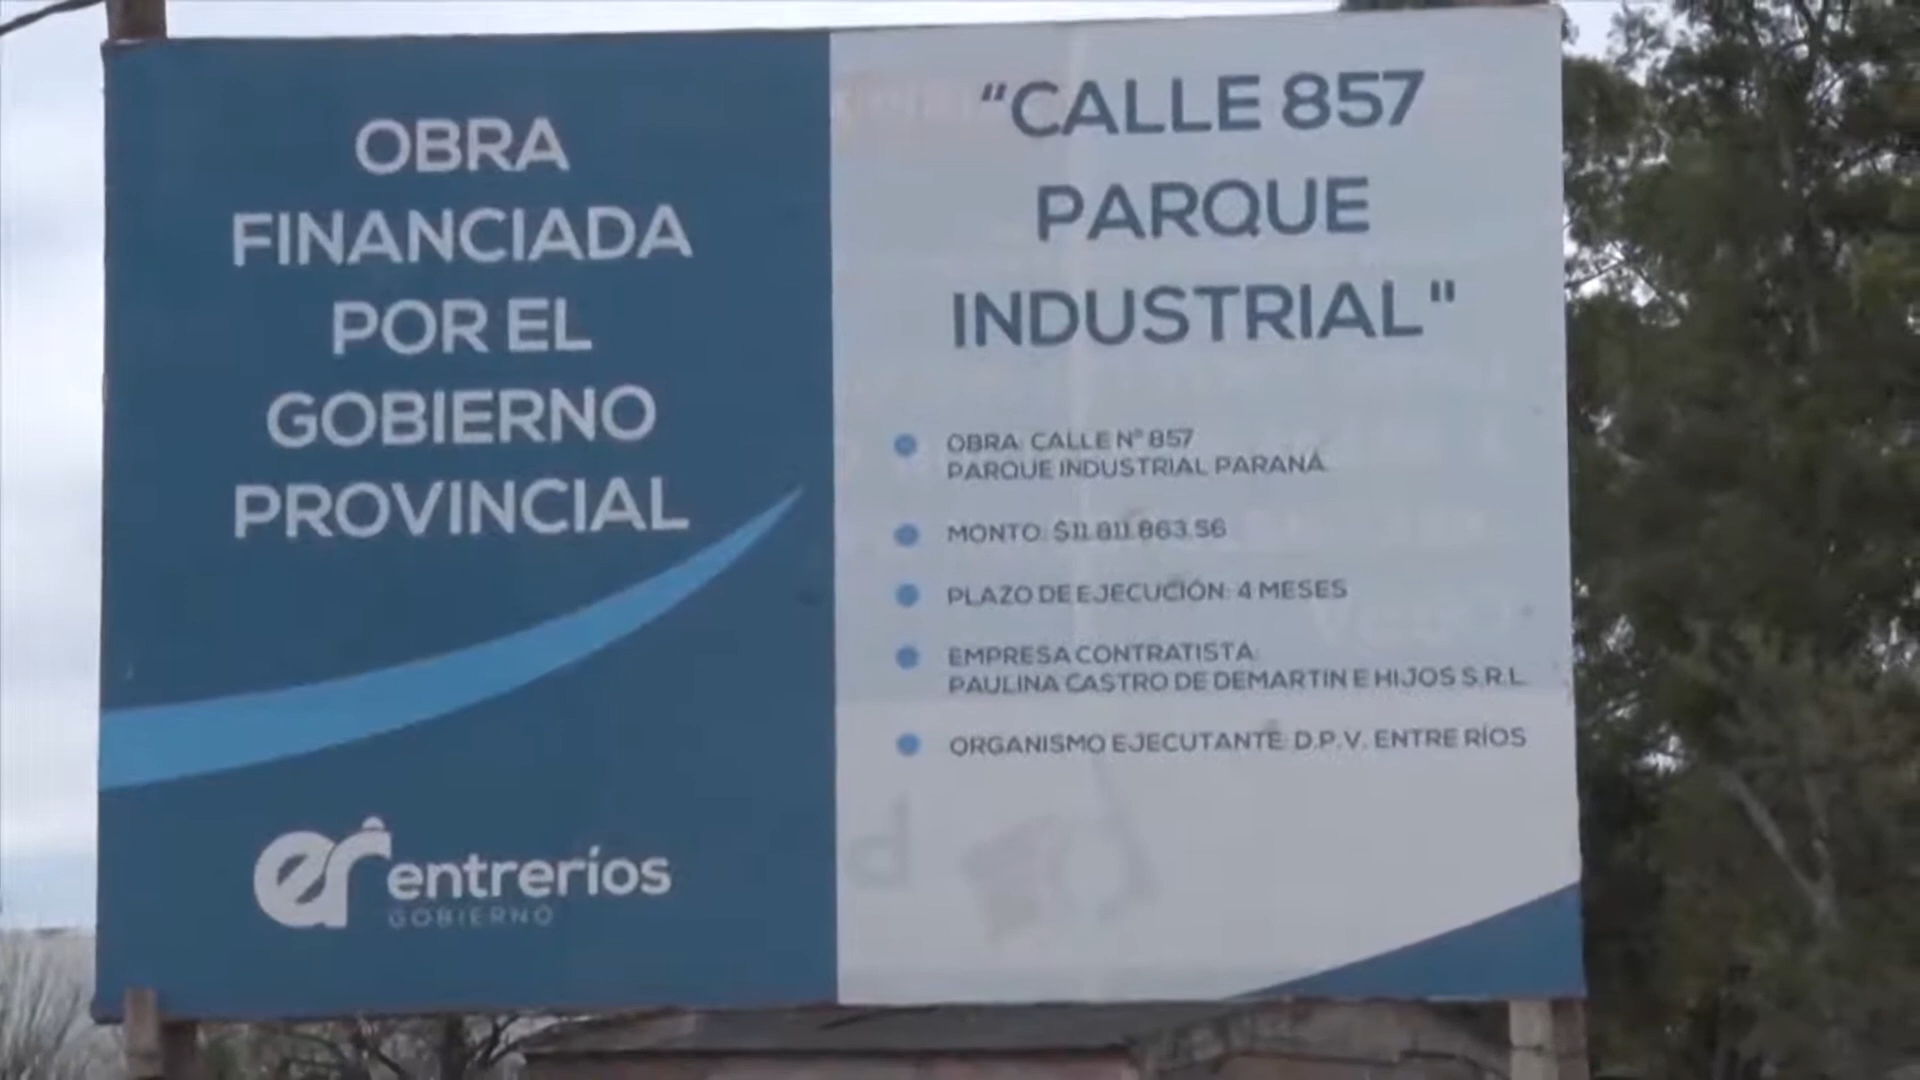 OBRA
FINANCIADA
POR EL
GOBIERNO
PROVINCIAL
er entreríos
GOBIERNO
“CALLE 857
PARQUE
INDUSTRIAL"
OBRA: CALLE N° 857
PARQUE INDUSTRIAL PARANÁ
MONTO: $11.811.863,56
PLAZO DE EJECUCIÓN: 4 MESES
EMPRESA CONTRATISTA:
PAULINA CASTRO DE DEMARTIN E HIJOS S.R.L.
ORGANISMO EJECUTANTE: D.P.V. ENTRE RÍOS